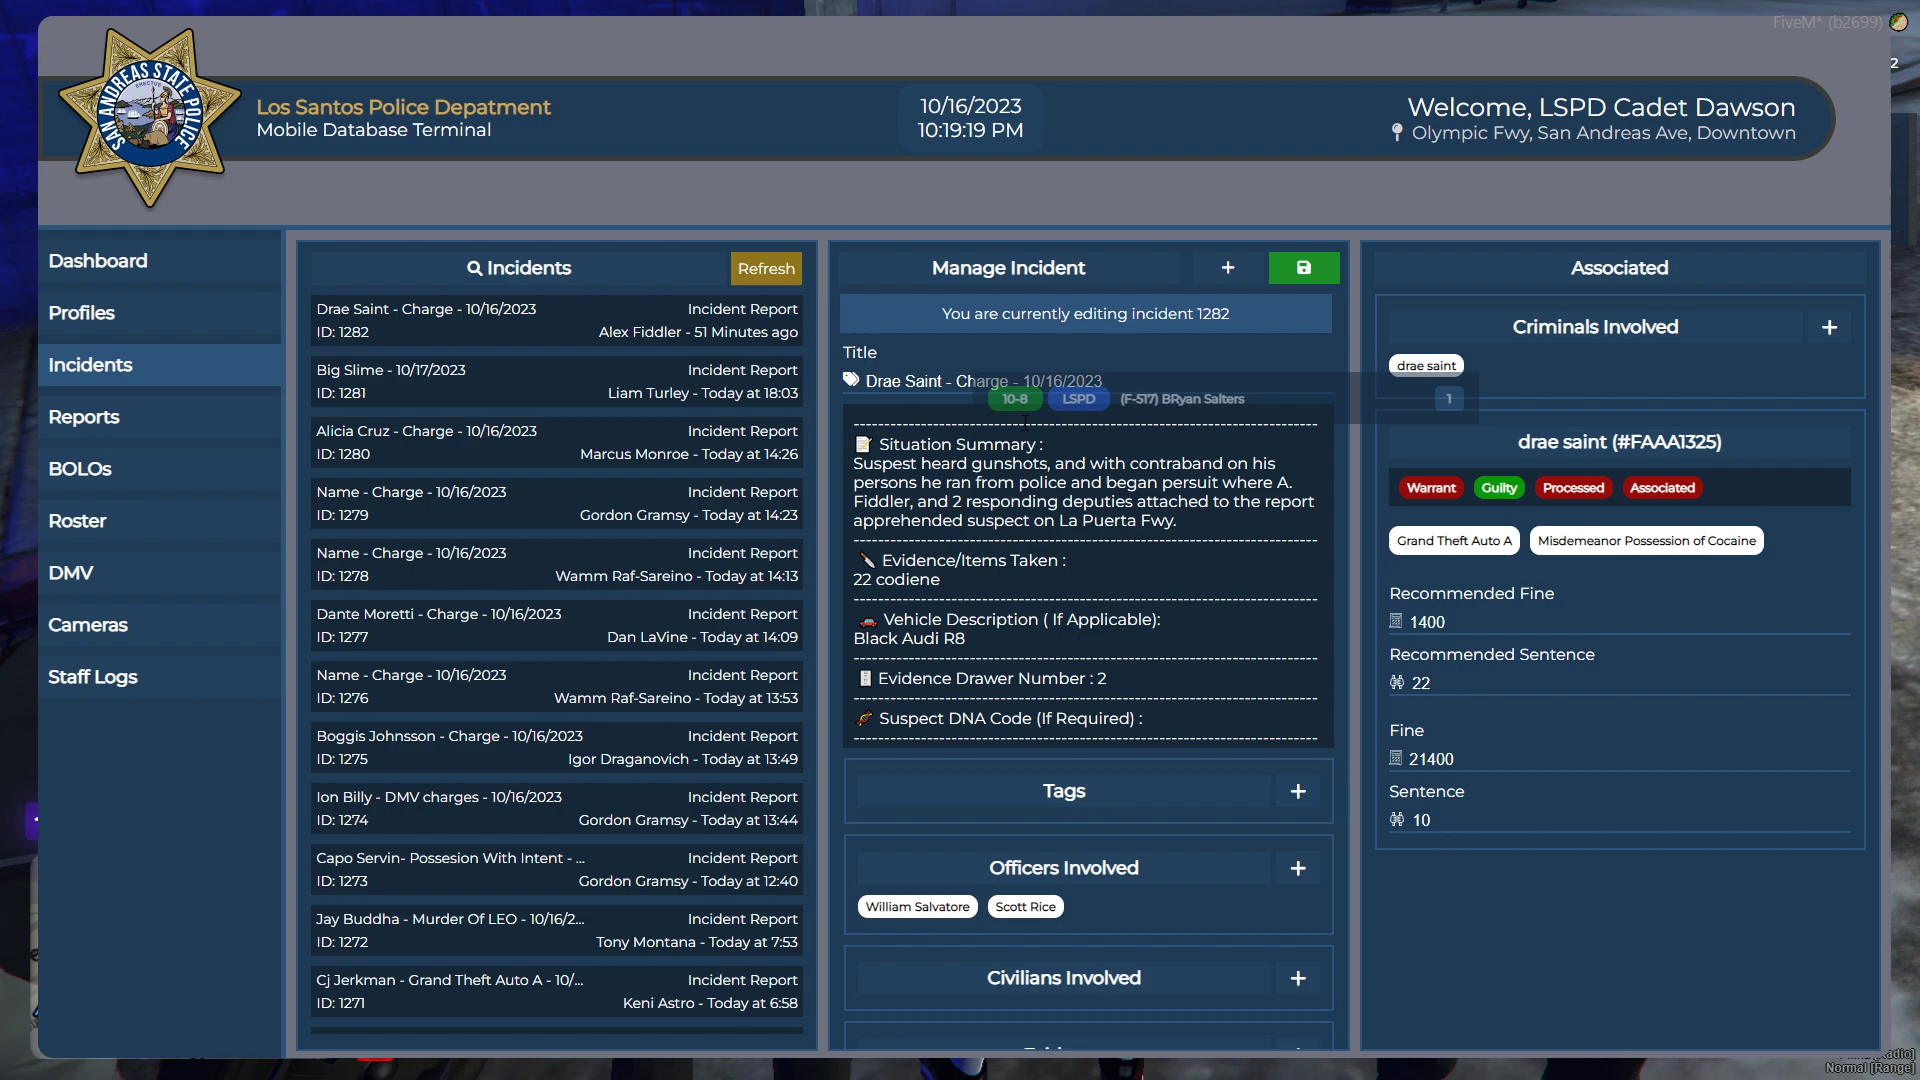 FiveM* (b2699)
2
SAN ANDREAS STATE POLICE
Los Santos Police Depatment
Mobile Database Terminal
10/16/2023
10:19:19 PM
Welcome, LSPD Cadet Dawson
Olympic Fwy, San Andreas Ave, Downtown
Dashboard
Profiles
Incidents
Reports
BOLOs
Roster
DMV
Cameras
Staff Logs
Incidents
Refresh
Drae Saint - Charge - 10/16/2023 Incident Report
ID: 1282 Alex Fiddler - 51 Minutes ago
Big Slime - 10/17/2023 Incident Report
ID: 1281 Liam Turley - Today at 18:03
Alicia Cruz - Charge - 10/16/2023 Incident Report
ID: 1280 Marcus Monroe - Today at 14:26
Name - Charge - 10/16/2023 Incident Report
ID: 1279 Gordon Gramsy - Today at 14:23
Name - Charge - 10/16/2023 Incident Report
ID: 1278 Wamm Raf-Sareino - Today at 14:13
Dante Moretti - Charge - 10/16/2023 Incident Report
ID: 1277 Dan LaVine - Today at 14:09
Name - Charge - 10/16/2023 Incident Report
ID: 1276 Wamm Raf-Sareino - Today at 13:53
Boggis Johnsson - Charge - 10/16/2023 Incident Report
ID: 1275 Igor Draganovich - Today at 13:49
Ion Billy - DMV charges - 10/16/2023 Incident Report
ID: 1274 Gordon Gramsy - Today at 13:44
Capo Servin- Possesion With Intent - ... Incident Report
ID: 1273 Gordon Gramsy - Today at 12:40
Jay Buddha - Murder Of LEO - 10/16/2... Incident Report
ID: 1272 Tony Montana - Today at 7:53
Cj Jerkman - Grand Theft Auto A - 10/... Incident Report
ID: 1271 Keni Astro - Today at 6:58
Manage Incident +
You are currently editing incident 1282
Title
Drae Saint - Charge - 10/16/2023
10-8 LSPD (F-517) BRyan Salters 1
-----------------------------------------------------------------------------
📝 Situation Summary :
Suspest heard gunshots, and with contraband on his
persons he ran from police and began persuit where A.
Fiddler, and 2 responding deputies attached to the report
apprehended suspect on La Puerta Fwy.
-----------------------------------------------------------------------------
🔪 Evidence/Items Taken :
22 codiene
-----------------------------------------------------------------------------
🚗 Vehicle Description ( If Applicable):
Black Audi R8
-----------------------------------------------------------------------------
Evidence Drawer Number : 2
-----------------------------------------------------------------------------
🧬 Suspect DNA Code (If Required) :
-----------------------------------------------------------------------------
Tags +
Officers Involved +
William Salvatore Scott Rice
Civilians Involved +
Associated
Criminals Involved +
drae saint
drae saint (#FAAA1325)
Warrant Guilty Processed Associated
Grand Theft Auto A Misdemeanor Possession of Cocaine
Recommended Fine
1400
Recommended Sentence
22
Fine
21400
Sentence
10
Normal [Range]